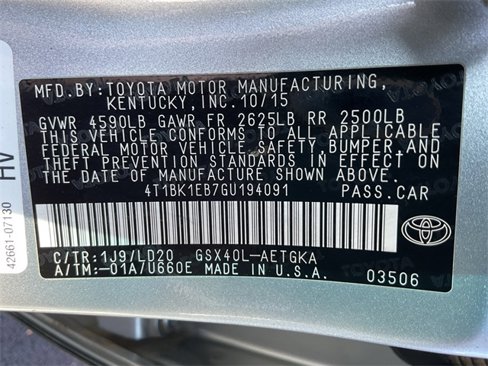 MFD.BY:TOYOTA MOTOR MANUFACTURING,
KENTUCKY,INC.10/15
GVWR 4590LB GAWR FR 2625LB RR 2500LB
THIS VEHICLE CONFORMS TO ALL APPLICABLE
FEDERAL MOTOR VEHICLE SAFETY,BUMPER,AND
THEFT PREVENTION STANDARDS IN EFFECT ON
THE DATE OF MANUFACTURE SHOWN ABOVE.
4T1BK1EB7GU194091 PASS.CAR
C/TR:1J9/LD20 GSX40L-AETGKA
A/TM:-01A/U660E MADE IN U.S.A. 03506
TOYOTA
HV
42661-07130